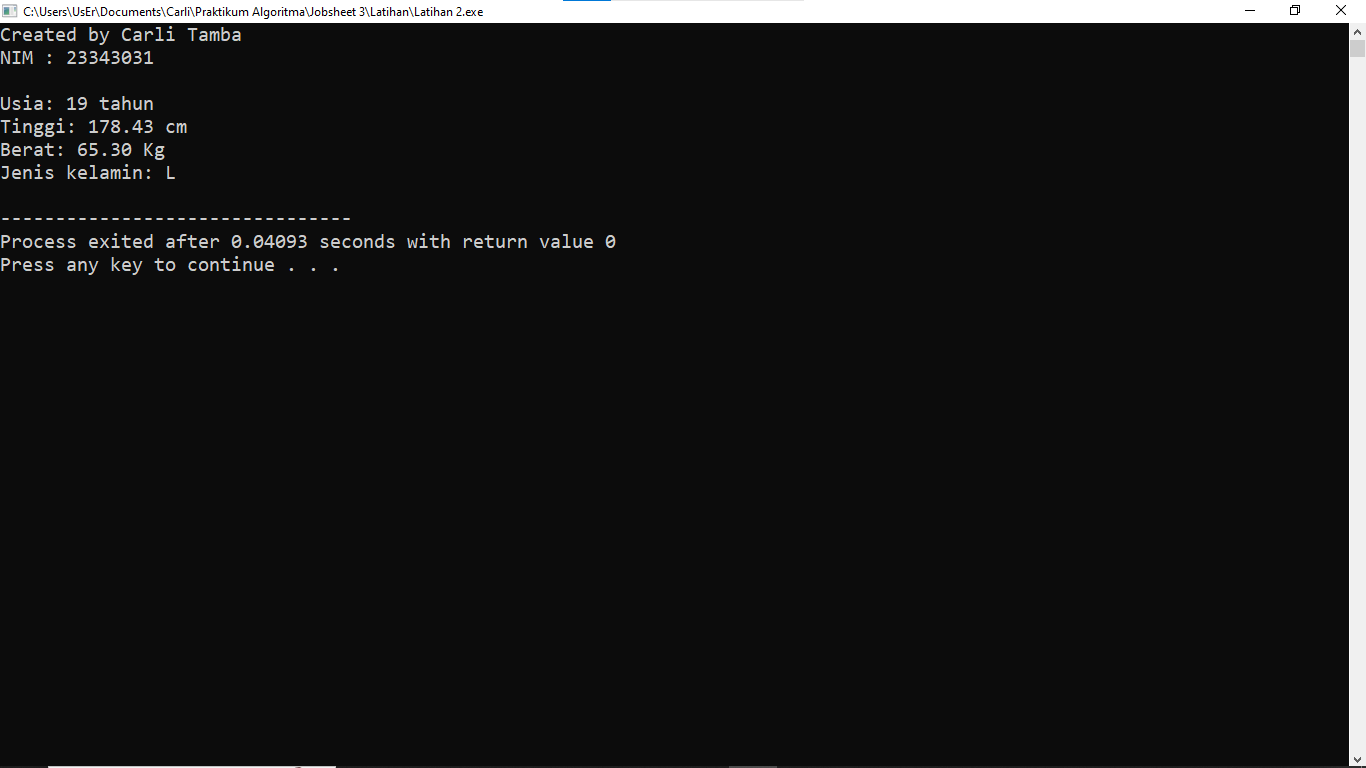 C:\Users\UsEr\Documents\Carli\Praktikum Algoritma\Jobsheet 3\Latihan\Latihan 2.exe
Created by Carli Tamba
NIM : 23343031
Usia: 19 tahun
Tinggi: 178.43 cm
Berat: 65.30 Kg
Jenis kelamin: L
--------------------------------
Process exited after 0.04093 seconds with return value 0
Press any key to continue . . .